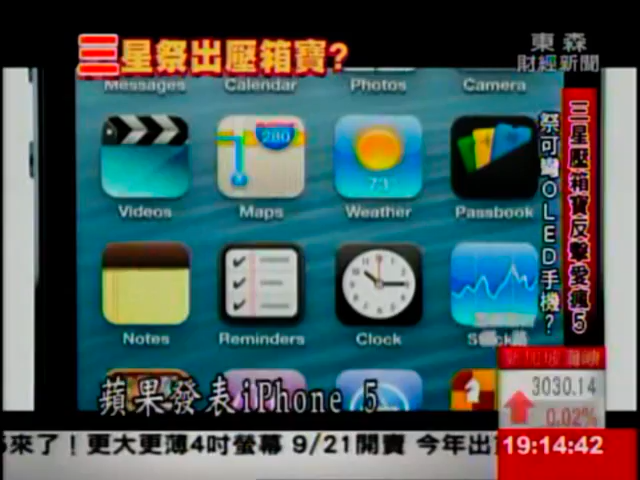 三星祭出壓箱寶?
東森
財經新聞
Messages Calendar Photos Camera
280
73
Videos Maps Weather Passbook
三星壓箱寶反擊愛瘋5
祭可彎OLED手機?
Notes Reminders Clock
蘋果發表iPhone 5
3030.14
0.02%
來了！更大更薄4吋螢幕 9/21開賣 今年出
19:14:42